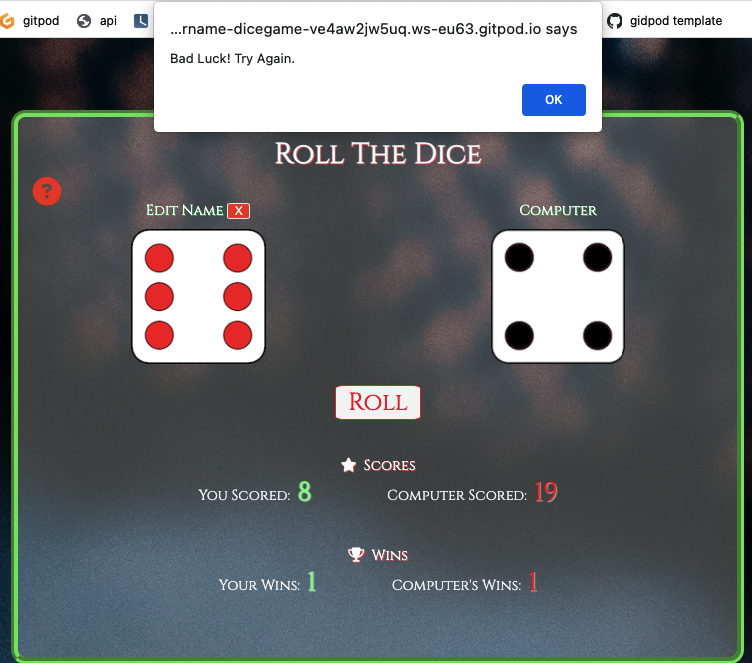 gitpod
api
gidpod template
...rname-dicegame-ve4aw2jw5uq.ws-eu63.gitpod.io says
Bad Luck! Try Again.
OK
Roll The Dice
?
Edit Name X
Computer
Roll
Scores
You Scored: 8
Computer Scored: 19
Wins
Your Wins: 1
Computer's Wins: 1